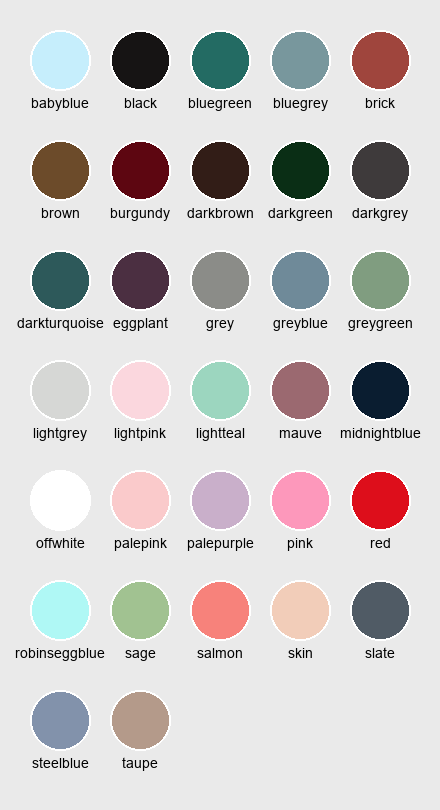 babyblue black bluegreen bluegrey brick
brown burgundy darkbrown darkgreen darkgrey
darkturquoise eggplant grey greyblue greygreen
lightgrey lightpink lightteal mauve midnightblue
offwhite palepink palepurple pink red
robinseggblue sage salmon skin slate
steelblue taupe